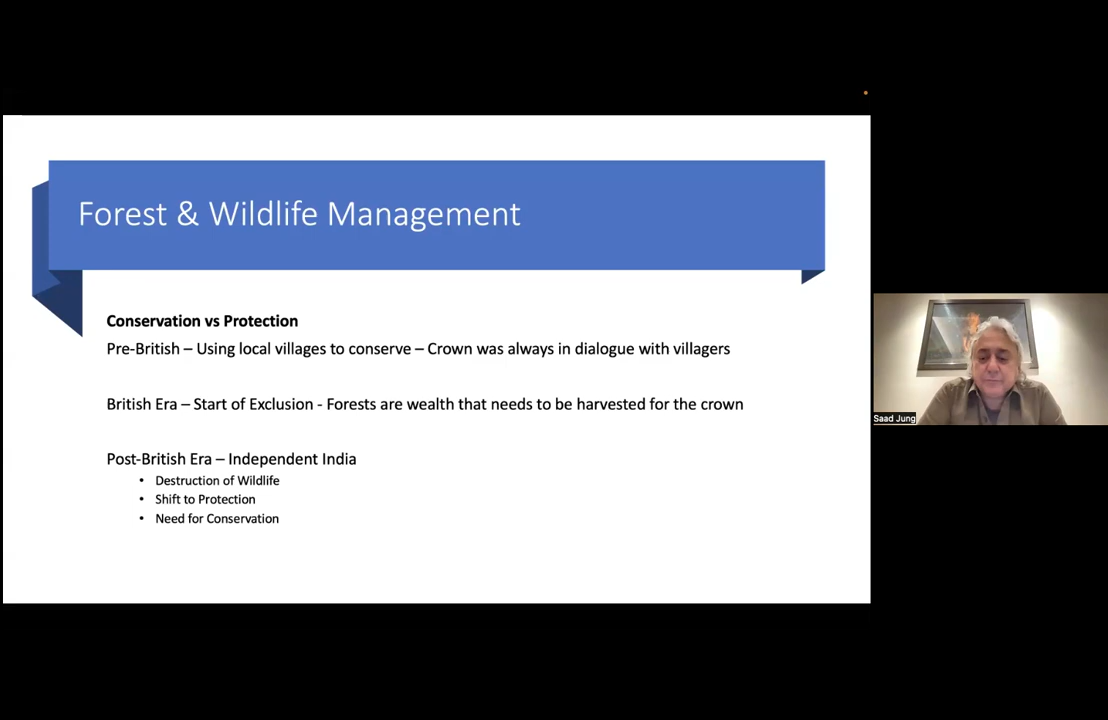 Forest & Wildlife Management
Conservation vs Protection
Pre-British – Using local villages to conserve – Crown was always in dialogue with villagers
British Era – Start of Exclusion - Forests are wealth that needs to be harvested for the crown
Post-British Era – Independent India
• Destruction of Wildlife
• Shift to Protection
• Need for Conservation
Saad Jung